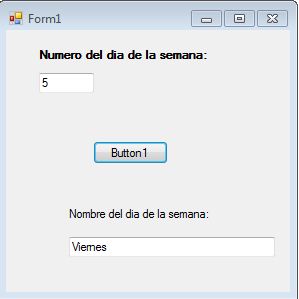 Form1
Numero del dia de la semana:
5
Button1
Nombre del dia de la semana:
Viernes